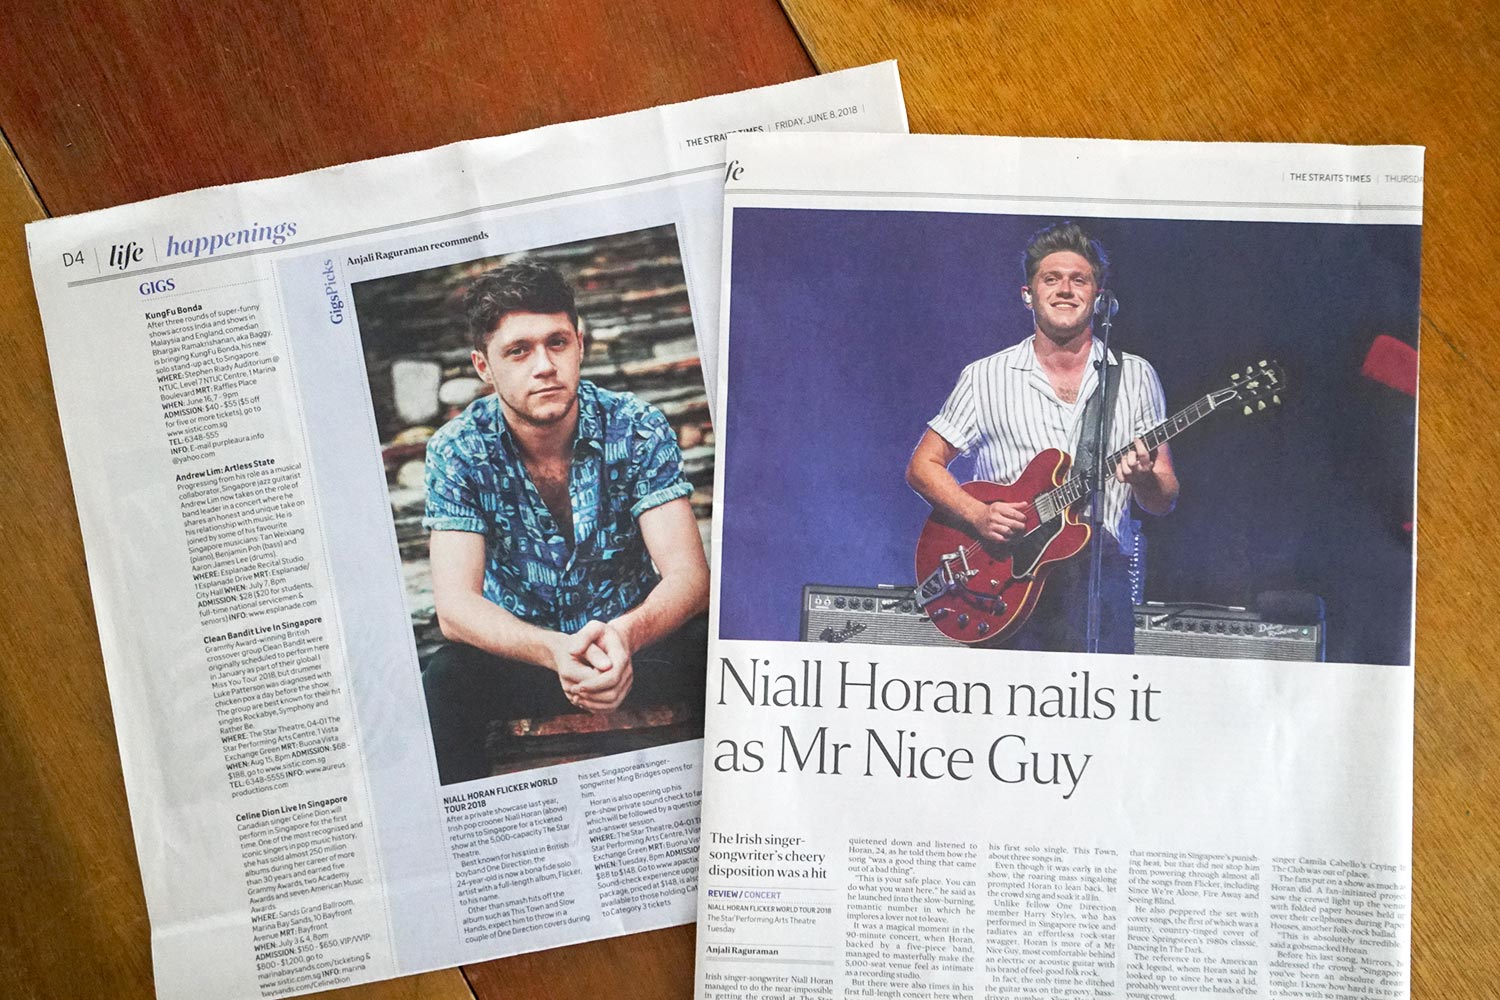 D4 | life | happenings
THE STRAITS TIMES | FRIDAY, JUNE 8, 2018 |
GIGS
KungFu Bonda
After three rounds of super-funny
shows across India and shows in
Malaysia and England, comedian
Bhargav Ramakrishanan, aka Baggy,
is bringing KungFu Bonda, his new
solo stand-up act, to Singapore
WHERE: Stephen Riady Auditorium @
NTUC, Level 7 NTUC Centre, 1 Marina
Boulevard MRT: Raffles Place
WHEN: June 16, 7 - 9pm
ADMISSION: $40 - $55 ($5 off
for five or more tickets), go to
www.sistic.com.sg
TEL: 6348-555
INFO: E-mail purpleaura.info
@yahoo.com
Andrew Lim: Artless State
Progressing from his role as a musical
collaborator, Singapore jazz guitarist
Andrew Lim now takes on the role of
band leader in a concert where he
shares an honest and unique take on
his relationship with music. He is
joined by some of his favourite
Singapore musicians: Tan Weixiang
(piano), Benjamin Poh (bass) and
Aaron James Lee (drums).
WHERE: Esplanade Recital Studio,
1 Esplanade Drive MRT: Esplanade/
City Hall WHEN: July 7, 8pm
ADMISSION: $28 ($20 for students,
full-time national servicemen &
seniors) INFO: www.esplanade.com
Clean Bandit Live In Singapore
Grammy Award-winning British
crossover group Clean Bandit were
originally scheduled to perform here
in January as part of their global I
Miss You Tour 2018, but drummer
Luke Patterson was diagnosed with
chicken pox a day before the show.
The group are best known for their hit
singles Rockabye, Symphony and
Rather Be.
WHERE: The Star Theatre, 04-01 The
Star Performing Arts Centre, 1 Vista
Exchange Green MRT: Buona Vista
WHEN: Aug 15, 8pm ADMISSION: $68 -
$188, go to www.sistic.com.sg
TEL: 6348-5555 INFO: www.aureus
productions.com
Celine Dion Live In Singapore
Canadian singer Celine Dion will
perform in Singapore for the first
time. One of the most recognised and
iconic singers in pop music history,
she has sold almost 250 million
albums during her career of more
than 30 years and earned five
Grammy Awards, two Academy
Awards and seven American Music
Awards.
WHERE: Sands Grand Ballroom,
Marina Bay Sands, 10 Bayfront
Avenue MRT: Bayfront
WHEN: July 3 & 4, 8pm
ADMISSION: $150 - $650, VIP/VVIP:
$800 - $1,200, go to
marinabaysands.com/ticketing &
www.sistic.com.sg INFO: marina
baysands.com/CelineDion
GigsPicks
Anjali Raguraman recommends
NIALL HORAN FLICKER WORLD
TOUR 2018
After a private showcase last year,
Irish pop crooner Niall Horan (above)
returns to Singapore for a ticketed
show at the 5,000-capacity The Star
Theatre.
Best known for his stint in British
boyband One Direction, the
24-year-old is now a bona fide solo
artist with a full-length album, Flicker,
to his name.
Other than smash hits off the
album such as This Town and Slow
Hands, expect him to throw in a
couple of One Direction covers during
his set. Singaporean singer-
songwriter Ming Bridges opens for
him.
Horan is also opening up his
pre-show private sound check to fa
which will be followed by a question
and-answer session.
WHERE: The Star Theatre, 04-01 T
Star Performing Arts Centre, 1 Vis
Exchange Green MRT: Buona Vis
WHEN: Tuesday, 8pm ADMISSIO
$88 to $148. Go to www.apactix
Sound-check experience upgra
package, priced at $148, is als
available to those holding Cat
to Category 3 tickets
fe
| THE STRAITS TIMES | THURSDA
Niall Horan nails it
as Mr Nice Guy
The Irish singer-
songwriter's cheery
disposition was a hit
REVIEW / CONCERT
NIALL HORAN FLICKER WORLD TOUR 2018
The Star Performing Arts Theatre
Tuesday
Anjali Raguraman
Irish singer-songwriter Niall Horan
managed to do the near-impossible
in getting the crowd at The Star
quietened down and listened to
Horan, 24, as he told them how the
song "was a good thing that came
out of a bad thing".
"This is your safe place. You can
do what you want here," he said as
he launched into the slow-burning,
romantic number in which he
implores a lover not to leave.
It was a magical moment in the
90-minute concert, when Horan,
backed by a five-piece band,
managed to masterfully make the
5,000-seat venue feel as intimate
as a recording studio.
But there were also times in his
first full-length concert here when
his first solo single, This Town,
about three songs in.
Even though it was early in the
show, the roaring mass singalong
prompted Horan to lean back, let
the crowd sing and soak it all in.
Unlike fellow One Direction
member Harry Styles, who has
performed in Singapore twice and
radiates an effortless rock-star
swagger, Horan is more of a Mr
Nice Guy, most comfortable behind
an electric or acoustic guitar with
his brand of feel-good folk rock.
In fact, the only time he ditched
the guitar was on the groovy, bass-
that morning in Singapore's punish-
ing heat, but that did not stop him
from powering through almost all
of the songs from Flicker, including
Since We're Alone, Fire Away and
Seeing Blind.
He also peppered the set with
cover songs, the first of which was a
jaunty, country-tinged cover of
Bruce Springsteen's 1980s classic,
Dancing In The Dark.
The reference to the American
rock legend, whom Horan said he
looked up to since he was a kid,
probably went over the heads of the
young crowd.
singer Camila Cabello's Crying I
The Club was out of place.
The fans put on a show as much a
Horan did. A fan-initiated project
saw the crowd light up the venue
with folded paper houses held
over their cellphones during Pape
Houses, another folk-rock ballad.
"This is absolutely incredible,"
said a gobsmacked Horan.
Before his last song, Mirrors, h
addressed the crowd: "Singapor
you've been an absolute drea
tonight. I know how hard it is to ge
to shows with so many sho